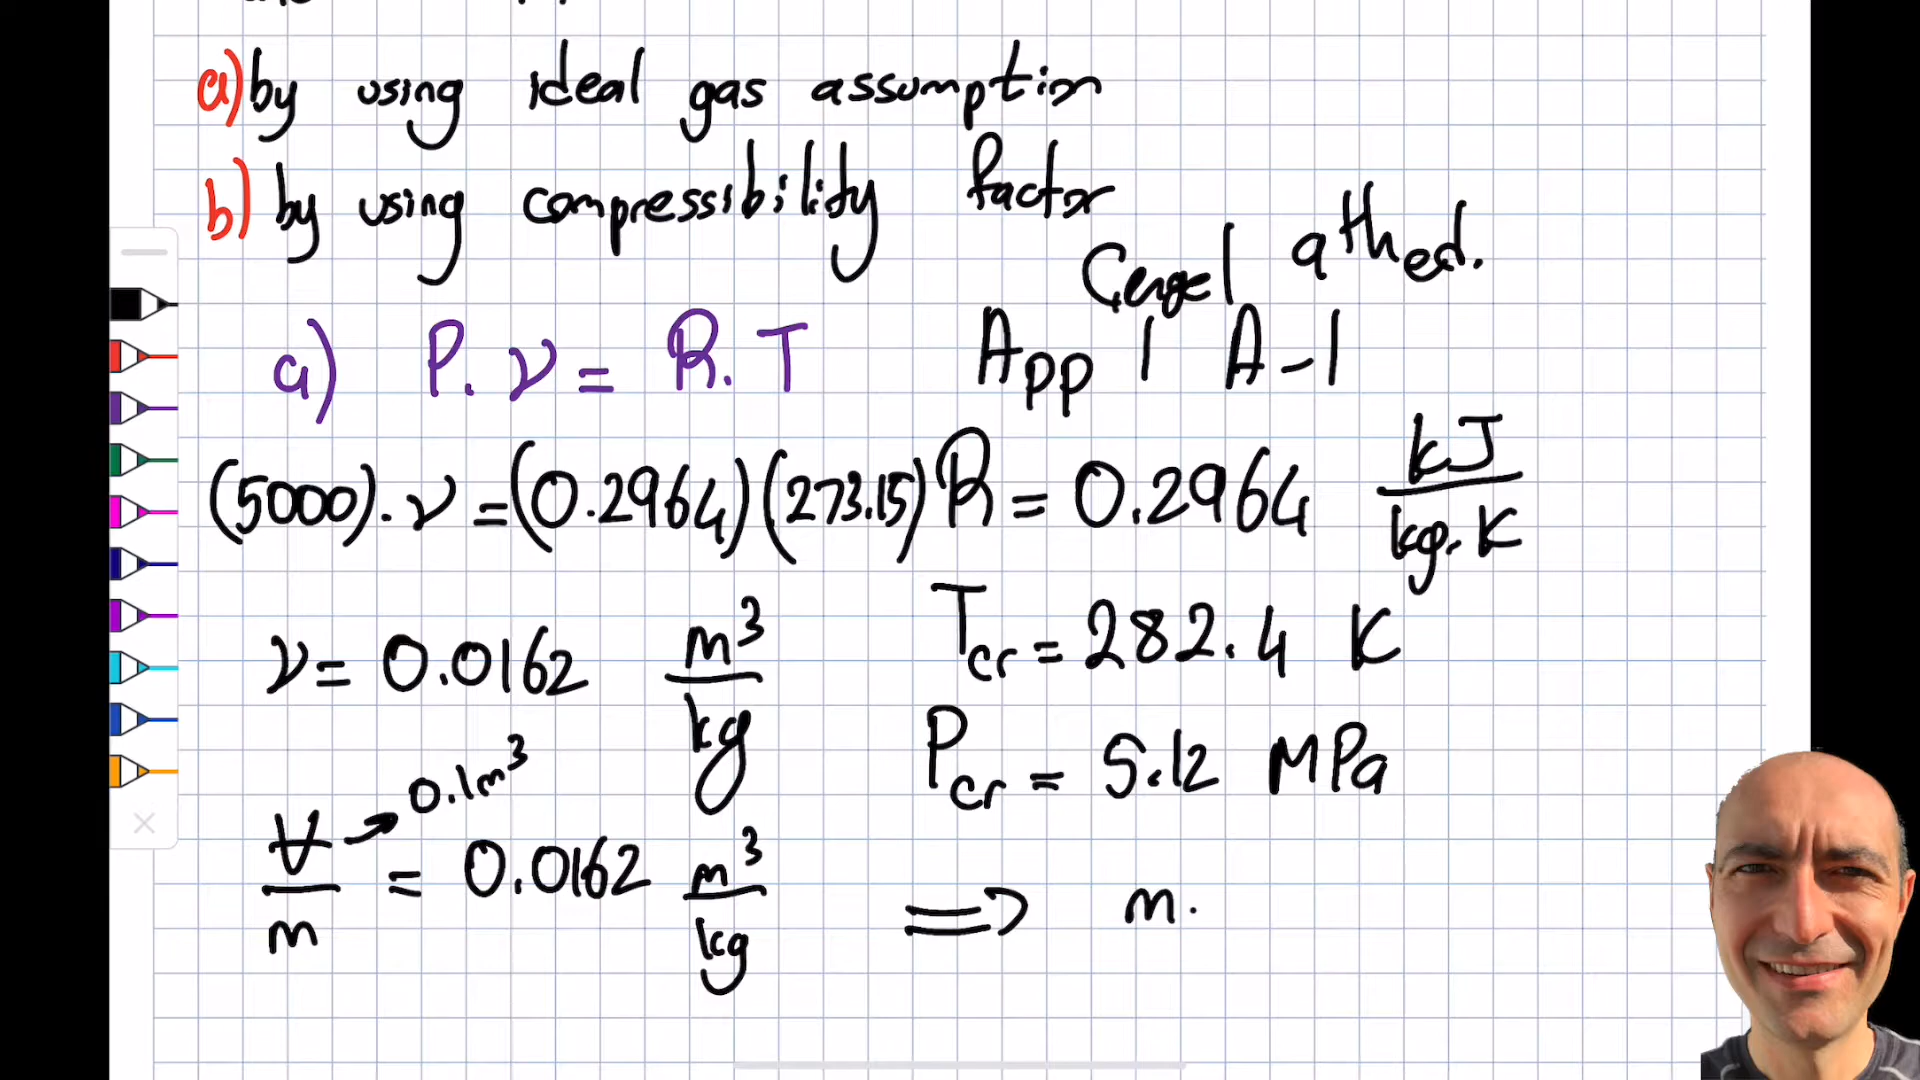 a) by using ideal gas assumption
b) by using compressibility factor
Cengel 9th ed.
a) P. ν = R. T
App 1 A-1
(5000). ν = (0.2964) (273.15)
R = 0.2964 kJ/kg.K
ν = 0.0162 m³/kg
Tcr = 282.4 K
Pcr = 5.12 MPa
0.1m³
V/m = 0.0162 m³/kg ⇒ m.